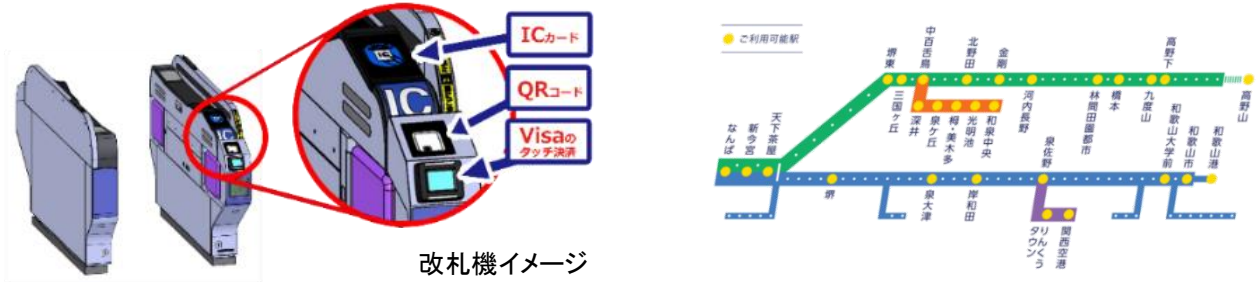 ICカード
QRコード
Visaの
タッチ決済
IC
IC
改札機イメージ
ご利用可能駅
堺東
三国ヶ丘
中百舌鳥
北野田
金剛
河内長野
林間田園都市
橋本
九度山
高野下
高野山
深井
泉ケ丘
栂・美木多
光明池
和泉中央
なんば
新今宮
天下茶屋
堺
泉大津
岸和田
泉佐野
りんくう
タウン
関西空港
和歌山大学前
和歌山市
和歌山港